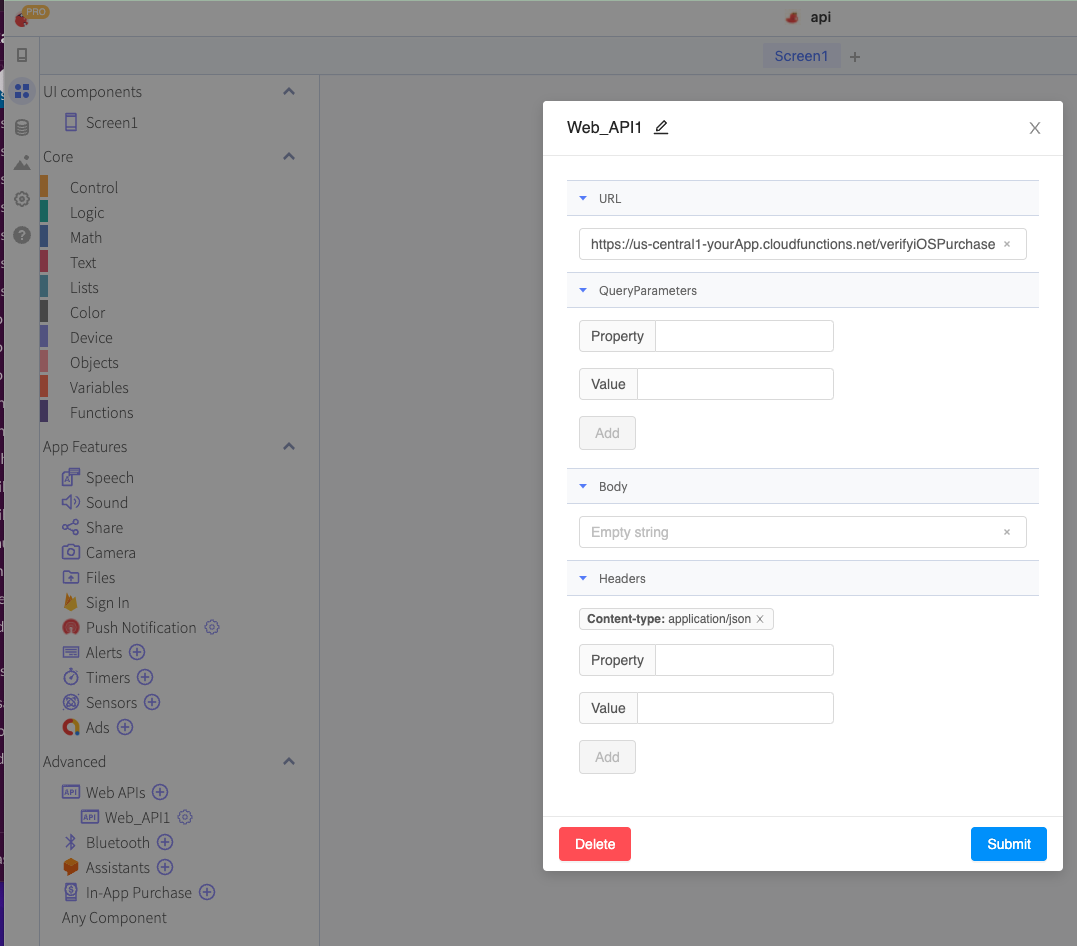 PRO
api
Screen1 +
UI components
Screen1
Core
Control
Logic
Math
Text
Lists
Color
Device
Objects
Variables
Functions
App Features
Speech
Sound
Share
Camera
Files
Sign In
Push Notification
Alerts
Timers
Sensors
Ads
Advanced
API Web APIs
API Web_API1
Bluetooth
Assistants
In-App Purchase
Any Component
Web_API1
URL
https://us-central1-yourApp.cloudfunctions.net/verifyiOSPurchase ×
QueryParameters
Property
Value
Add
Body
Empty string ×
Headers
Content-type: application/json ×
Property
Value
Add
Delete Submit